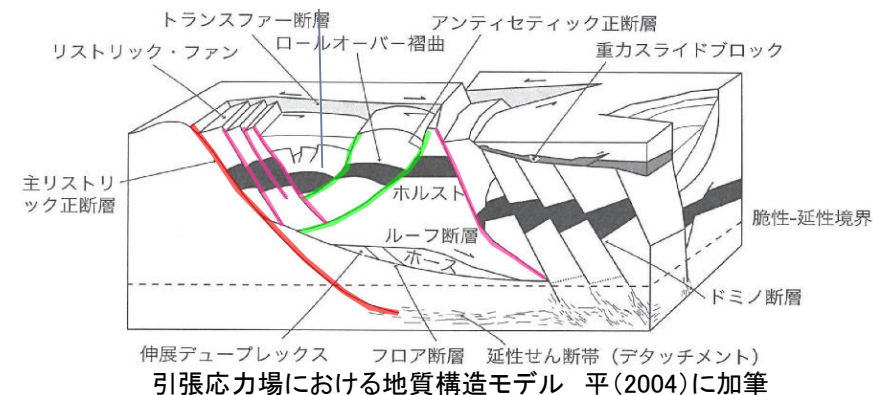 トランスファー断層
アンティセティック正断層
リストリック・ファン
ロールオーバー褶曲
重力スライドブロック
主リストリ
ック正断層
ホルスト
ルーフ断層
ホース
脆性-延性境界
ドミノ断層
伸展デュープレックス
フロア断層
延性せん断帯（デタッチメント）
引張応力場における地質構造モデル　平（2004）に加筆